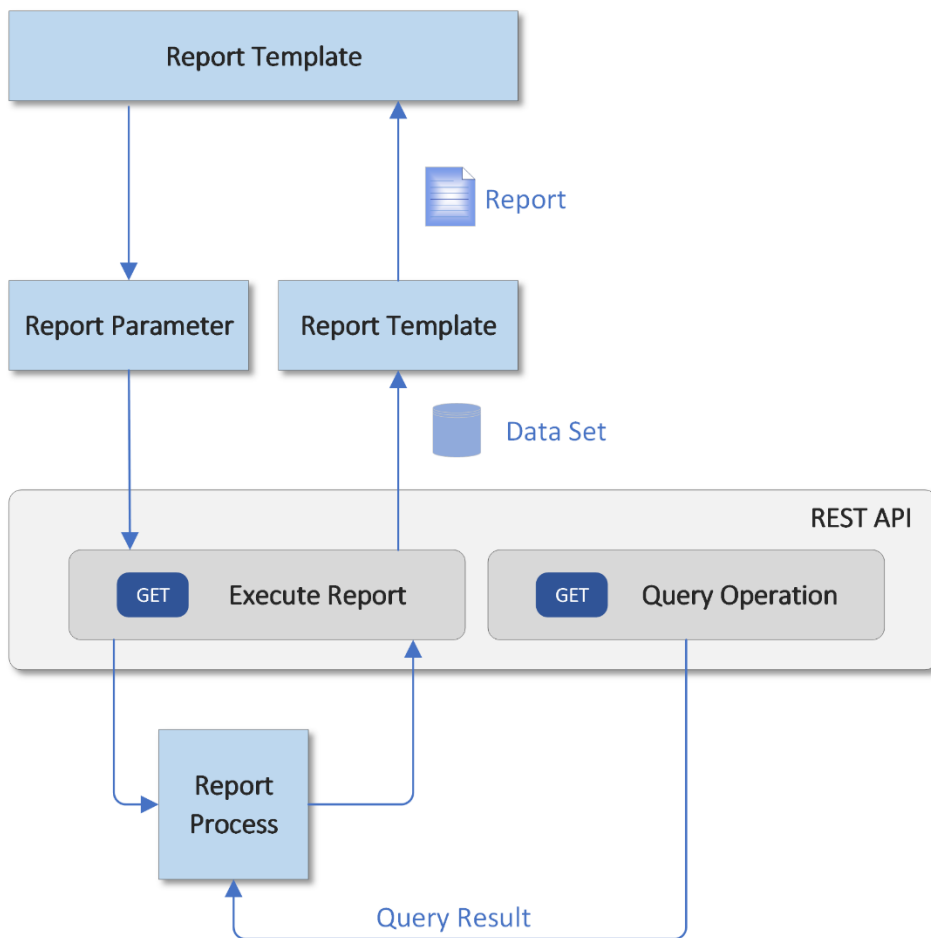 Report Template
Report
Report Parameter
Report Template
Data Set
REST API
GET
Execute Report
GET
Query Operation
Report
Process
Query Result